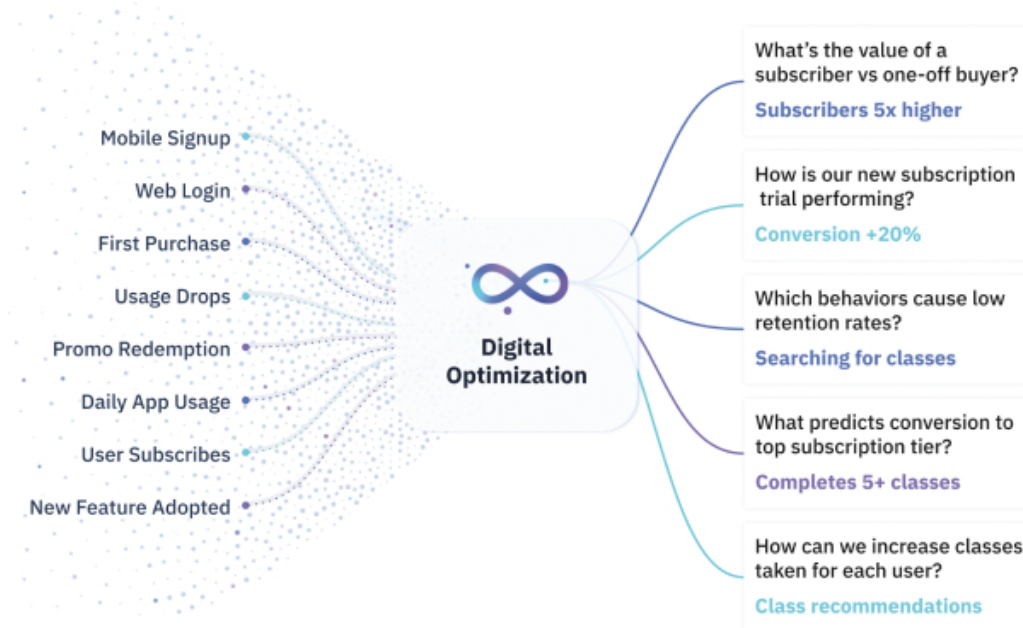 Mobile Signup
Web Login
First Purchase
Usage Drops
Promo Redemption
Daily App Usage
User Subscribes
New Feature Adopted
Digital
Optimization
What's the value of a
subscriber vs one-off buyer?
Subscribers 5x higher
How is our new subscription
trial performing?
Conversion +20%
Which behaviors cause low
retention rates?
Searching for classes
What predicts conversion to
top subscription tier?
Completes 5+ classes
How can we increase classes
taken for each user?
Class recommendations